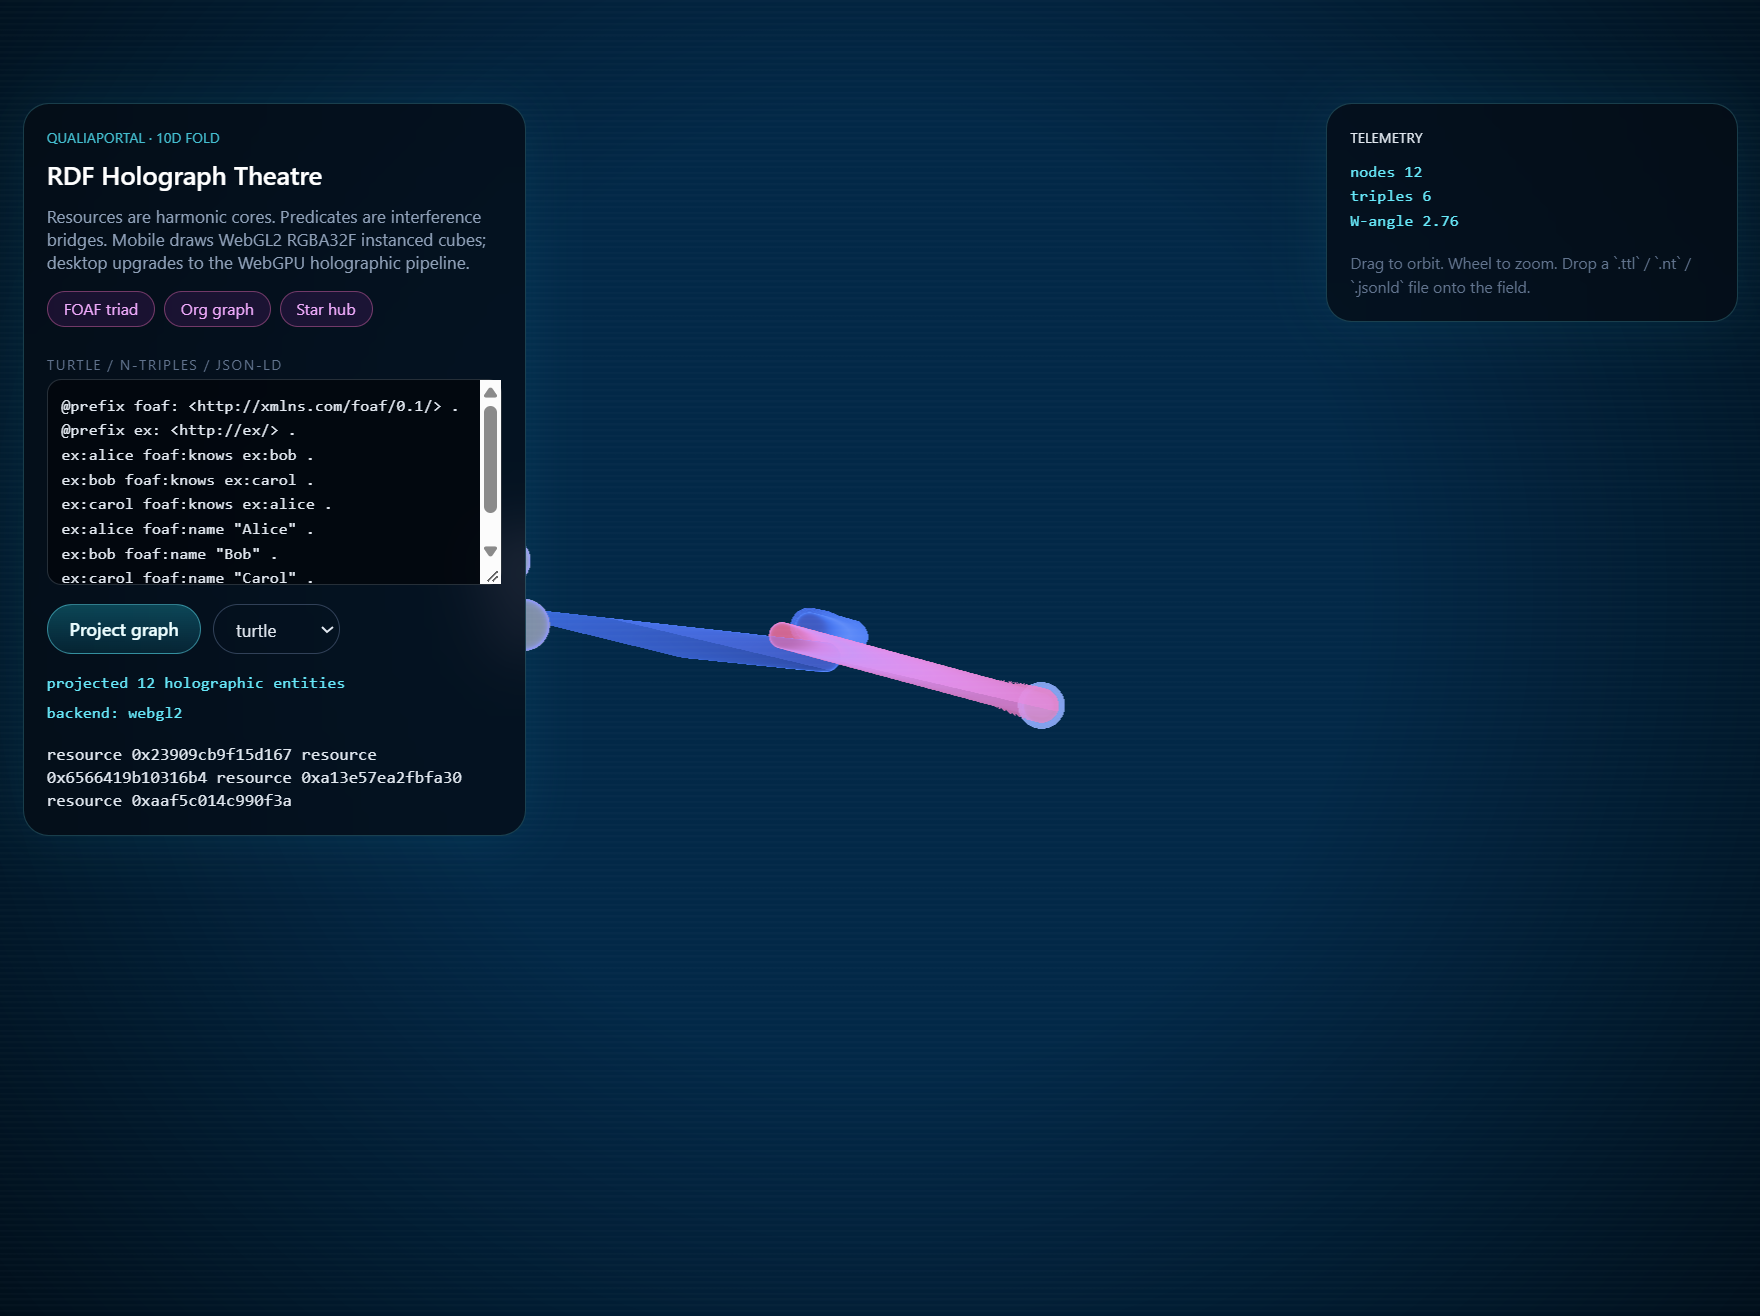 QUALIAPORTAL · 10D FOLD
RDF Holograph Theatre
Resources are harmonic cores. Predicates are interference
bridges. Mobile draws WebGL2 RGBA32F instanced cubes;
desktop upgrades to the WebGPU holographic pipeline.
FOAF triad
Org graph
Star hub
TURTLE / N-TRIPLES / JSON-LD
@prefix foaf: <http://xmlns.com/foaf/0.1/> .
@prefix ex: <http://ex/> .
ex:alice foaf:knows ex:bob .
ex:bob foaf:knows ex:carol .
ex:carol foaf:knows ex:alice .
ex:alice foaf:name "Alice" .
ex:bob foaf:name "Bob" .
ex:carol foaf:name "Carol" .
Project graph
turtle
projected 12 holographic entities
backend: webgl2
resource 0x23909cb9f15d167 resource
0x6566419b10316b4 resource 0xa13e57ea2fbfa30
resource 0xaaf5c014c990f3a
TELEMETRY
nodes 12
triples 6
W-angle 2.76
Drag to orbit. Wheel to zoom. Drop a `.ttl` / `.nt` /
`.jsonld` file onto the field.